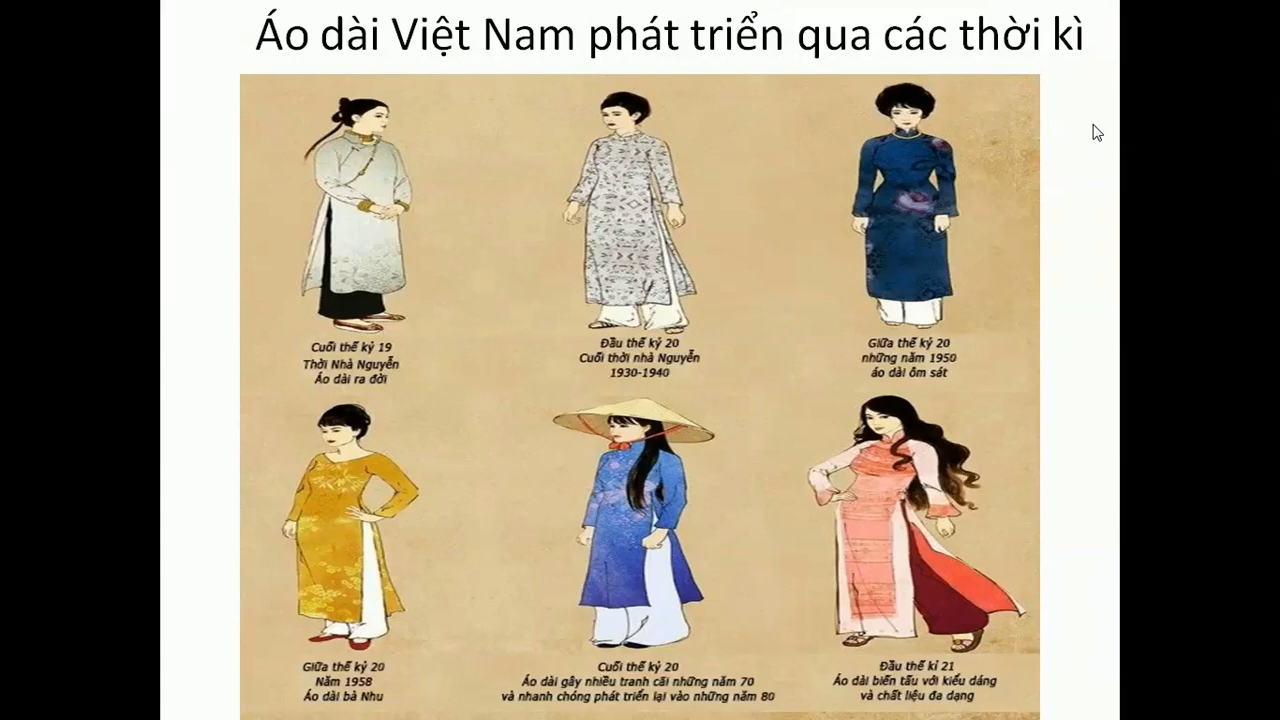 Áo dài Việt Nam phát triển qua các thời kì
Cuối thế kỷ 19
Thời Nhà Nguyễn
Áo dài ra đời
Đầu thế kỷ 20
Cuối thời nhà Nguyễn
1930-1940
Giữa thế kỷ 20
những năm 1950
áo dài ôm sát
Giữa thế kỷ 20
Năm 1958
Áo dài bà Nhu
Cuối thế kỷ 20
Áo dài gây nhiều tranh cãi những năm 70
và nhanh chóng phát triển lại vào những năm 80
Đầu thế kỉ 21
Áo dài biến tấu với kiểu dáng
và chất liệu đa dạng